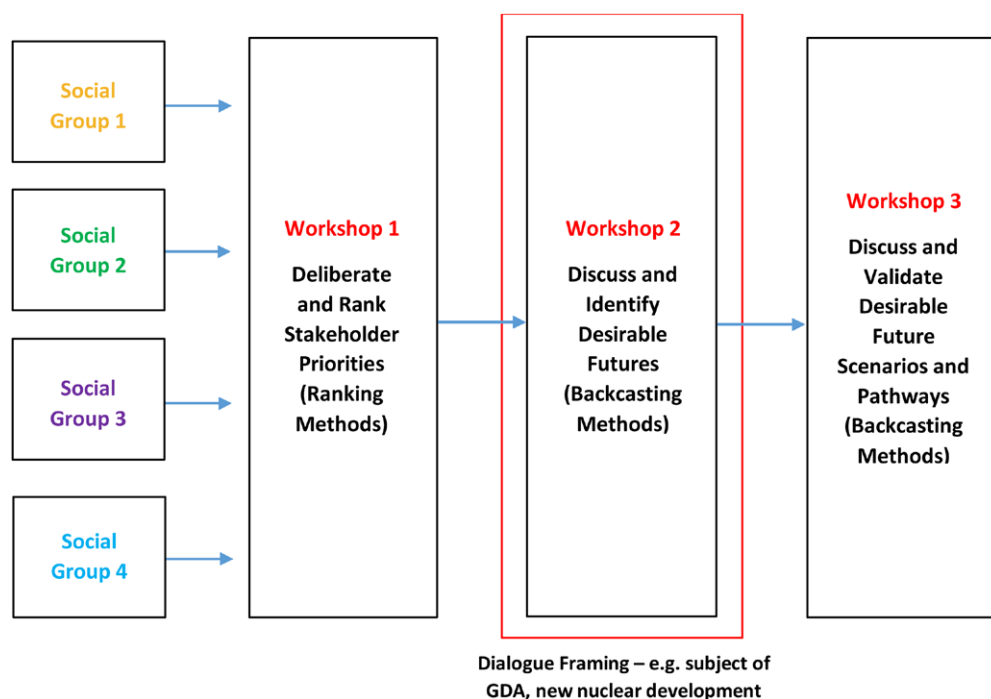 Social
Group 1
Social
Group 2
Social
Group 3
Social
Group 4
Workshop 1
Deliberate
and Rank
Stakeholder
Priorities
(Ranking
Methods)
Workshop 2
Discuss and
Identify
Desirable
Futures
(Backcasting
Methods)
Workshop 3
Discuss and
Validate
Desirable
Future
Scenarios and
Pathways
(Backcasting
Methods)
Dialogue Framing – e.g. subject of
GDA, new nuclear development